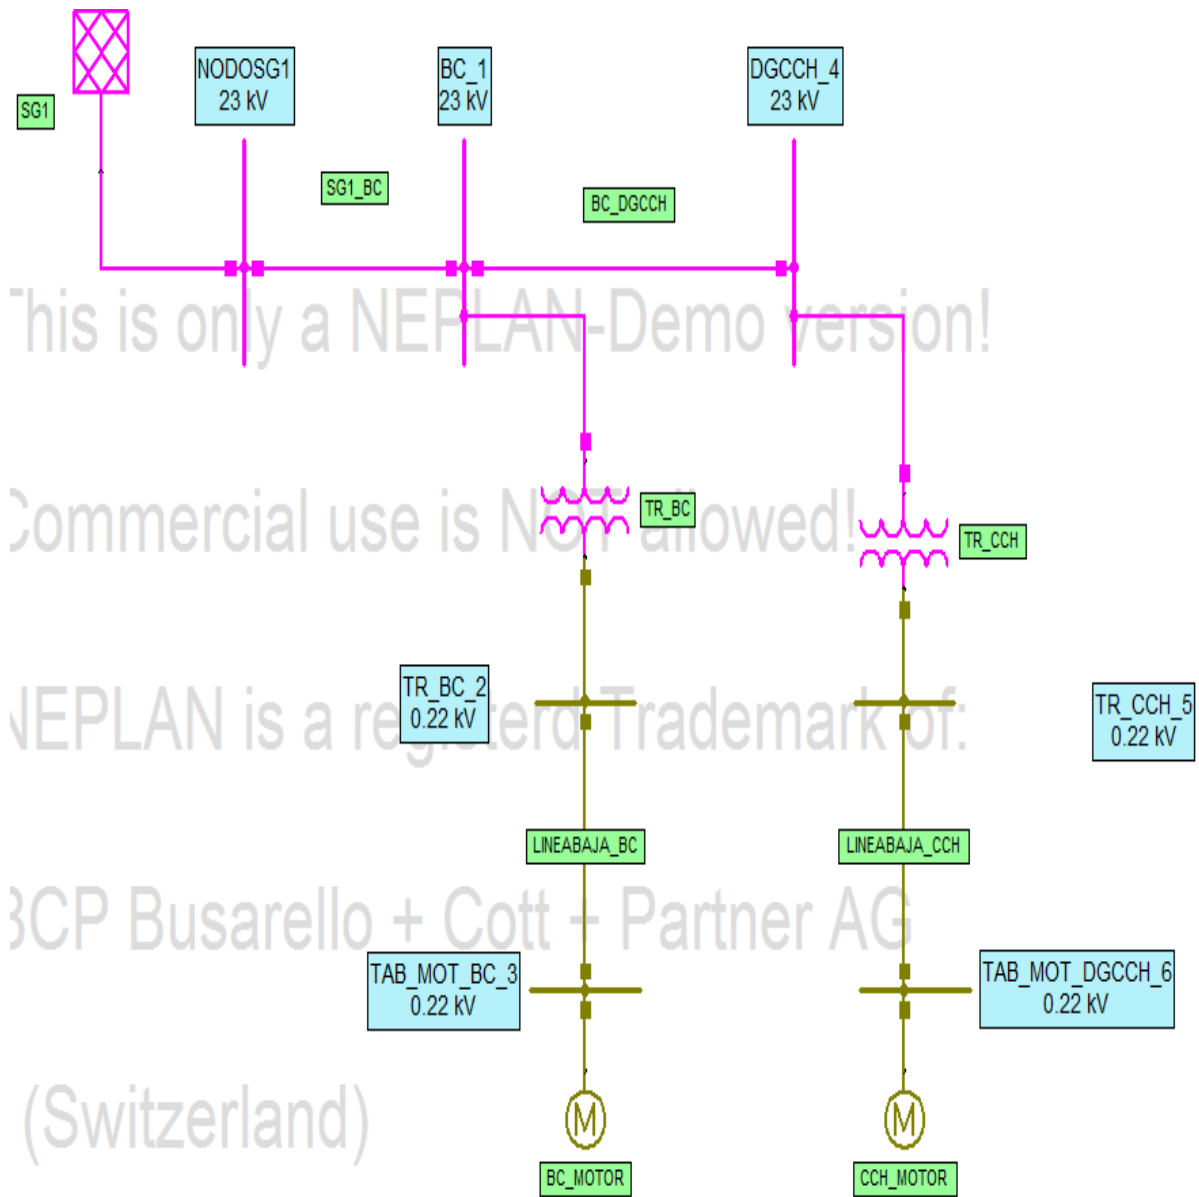 NODOSG1
23 kV
BC_1
23 kV
DGCCH_4
23 kV
SG1
SG1_BC
BC_DGCCH
This is only a NEPLAN-Demo version!
TR_BC
Commercial use is NOT allowed!
TR_CCH
TR_BC_2
0.22 kV
TR_CCH_5
0.22 kV
NEPLAN is a registerd Trademark of:
LINEABAJA_BC
LINEABAJA_CCH
BCP Busarello + Cott + Partner AG
TAB_MOT_BC_3
0.22 kV
TAB_MOT_DGCCH_6
0.22 kV
(Switzerland)
M
M
BC_MOTOR
CCH_MOTOR